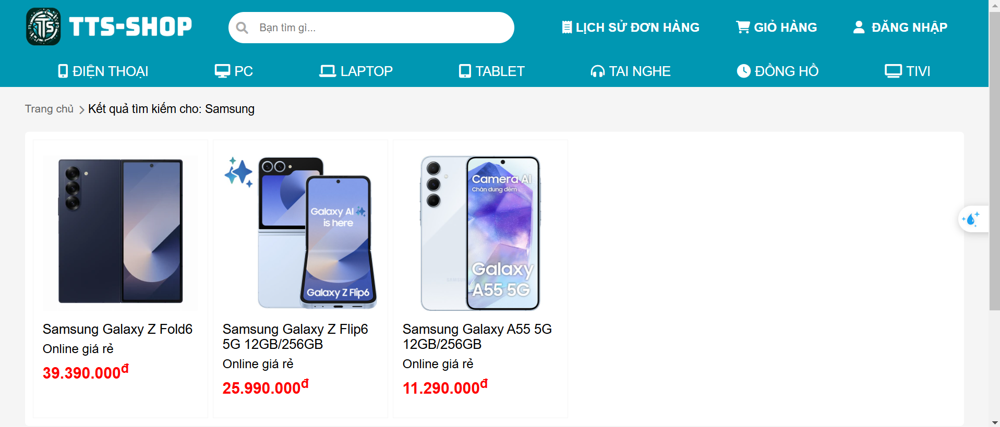 TTS-SHOP
Bạn tìm gì...
LỊCH SỬ ĐƠN HÀNG
GIỎ HÀNG
ĐĂNG NHẬP
ĐIỆN THOẠI
PC
LAPTOP
TABLET
TAI NGHE
ĐỒNG HỒ
TIVI
Trang chủ
Kết quả tìm kiếm cho: Samsung
Galaxy AI
is here
Galaxy Z Flip6
Camera AI
Chân dung đêm
SAMSUNG
Galaxy
A55 5G
Samsung Galaxy Z Fold6
Online giá rẻ
39.390.000đ
Samsung Galaxy Z Flip6
5G 12GB/256GB
Online giá rẻ
25.990.000đ
Samsung Galaxy A55 5G
12GB/256GB
Online giá rẻ
11.290.000đ